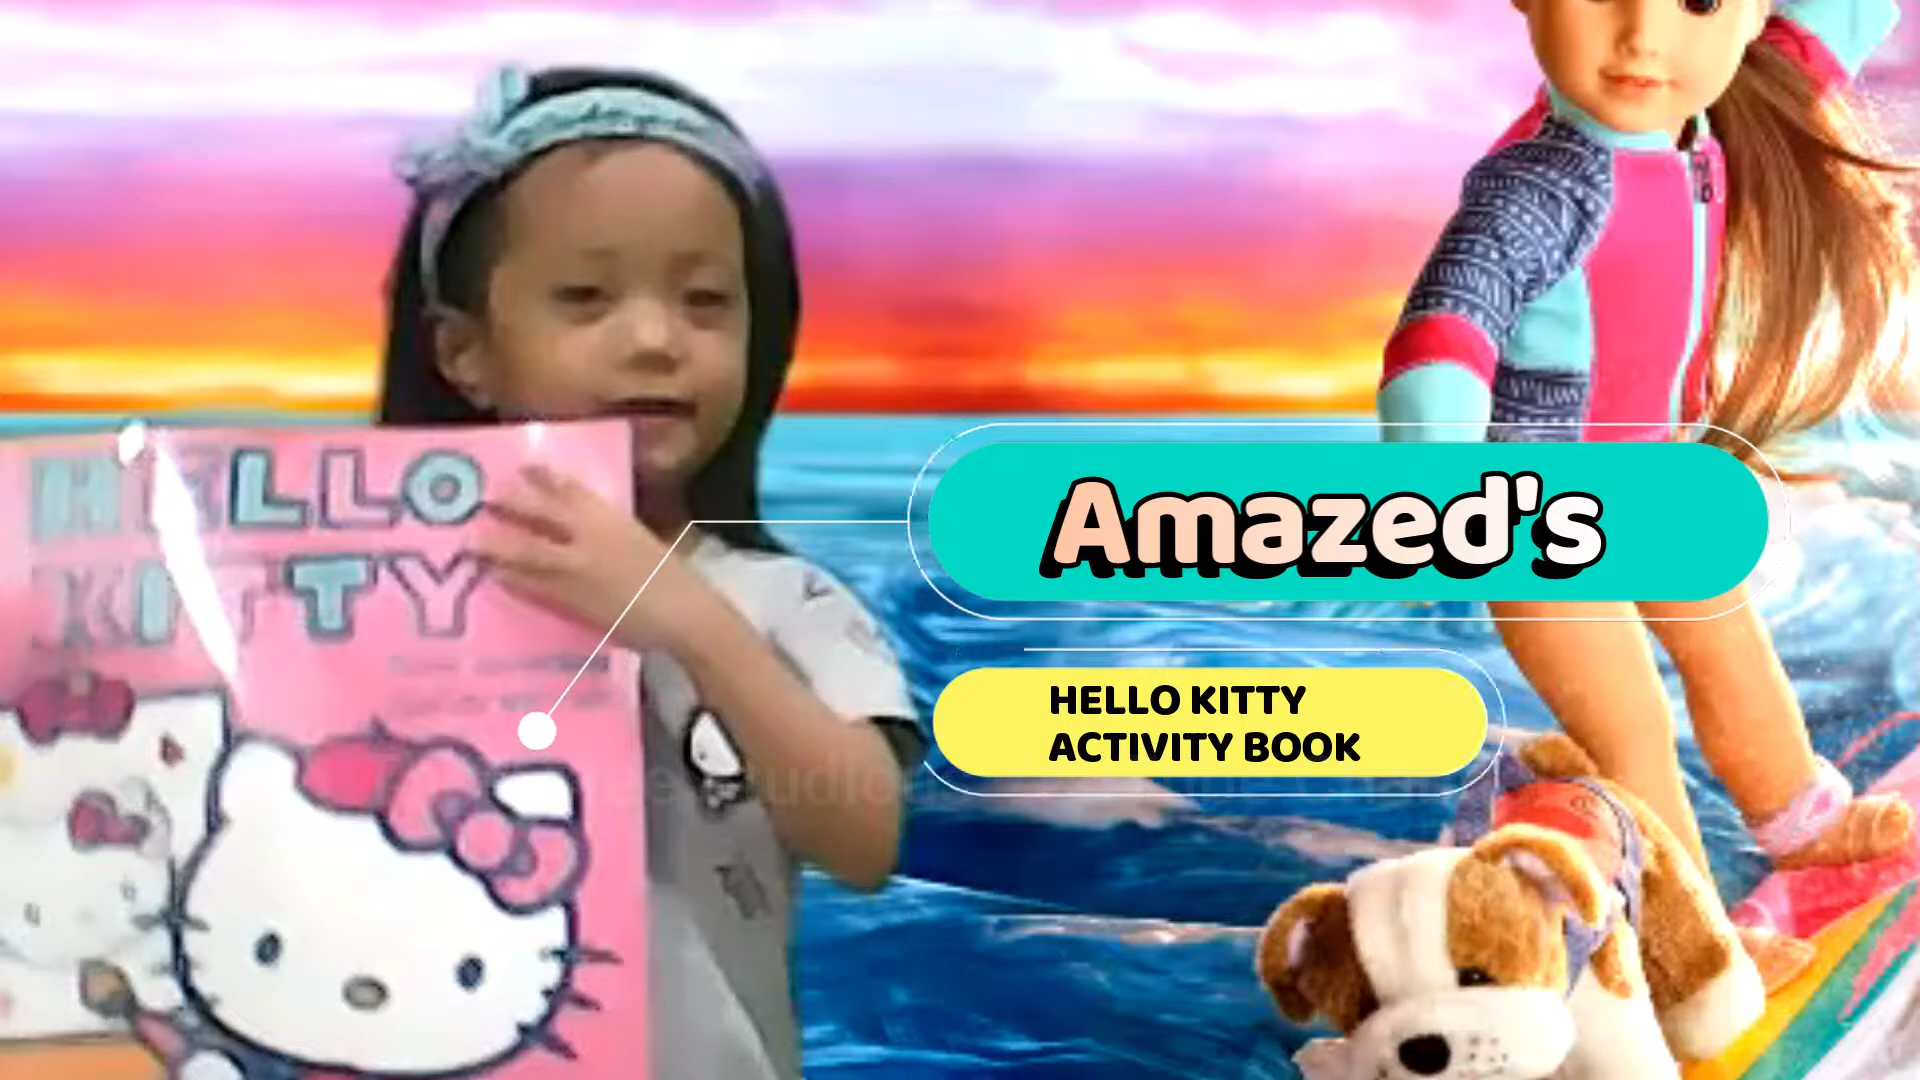 HELLO
KITTY
Amazed's
HELLO KITTY
ACTIVITY BOOK